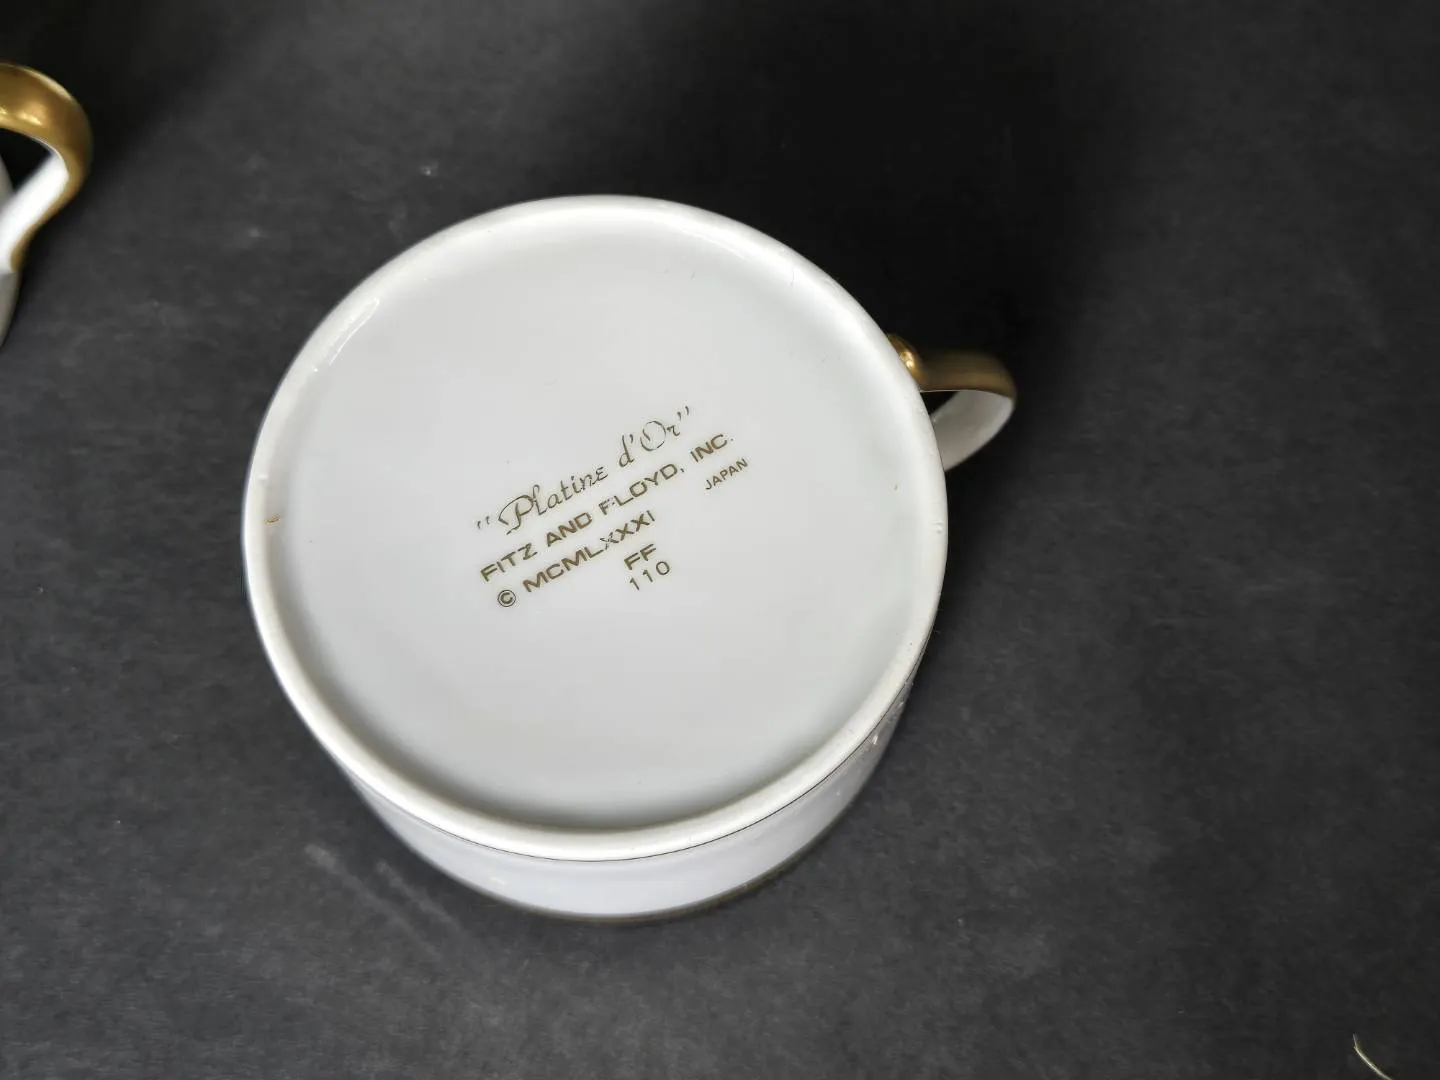 "Platine d'Or"
FITZ AND FLOYD, INC.
JAPAN
© MCMLXXXI
FF
110